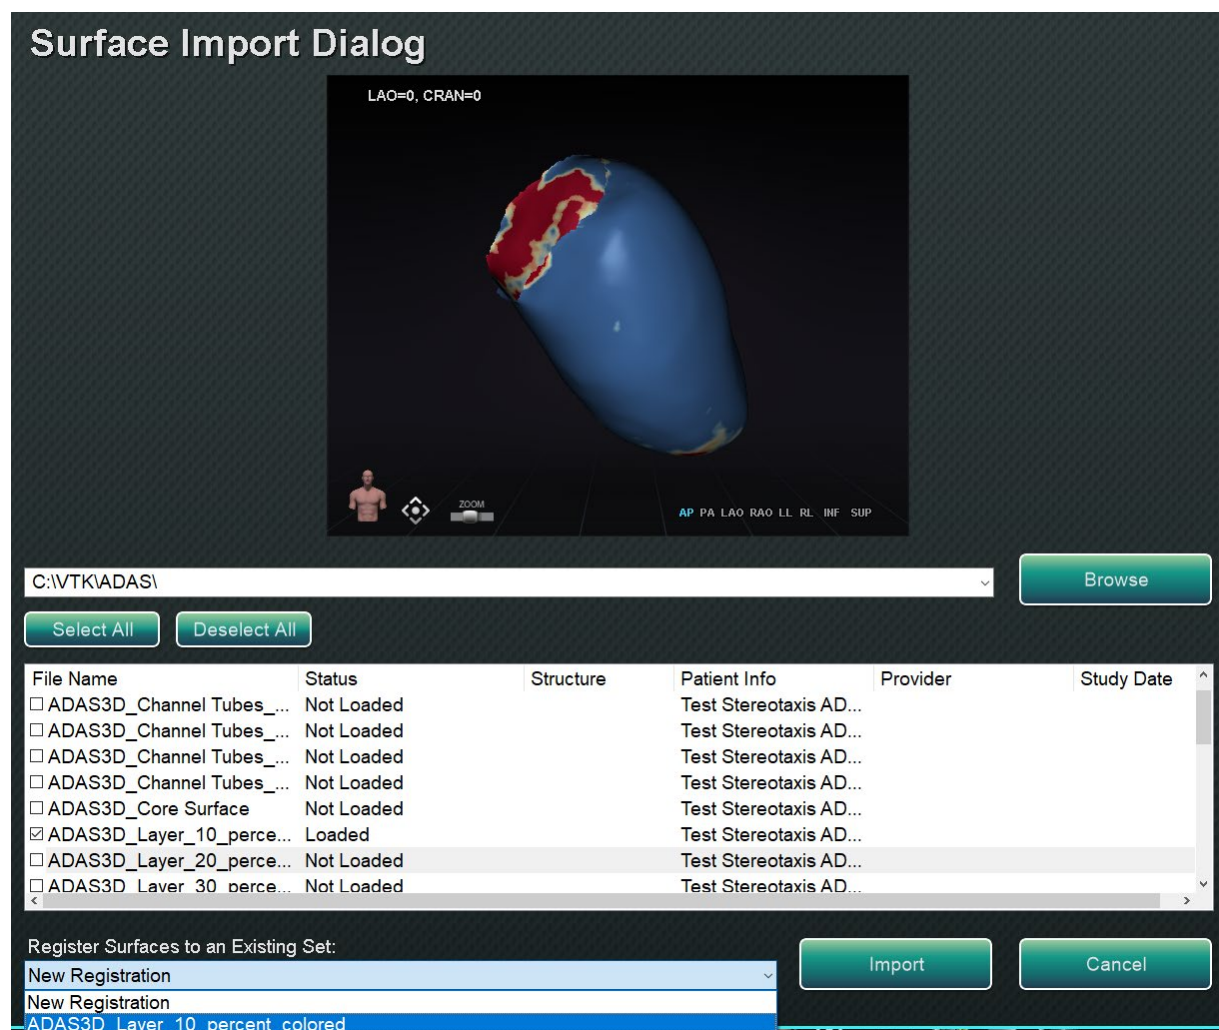 Surface Import Dialog
LAO=0, CRAN=0
ZOOM
AP PA LAO RAO LL RL INF SUP
C:\VTK\ADAS\
Browse
Select All Deselect All
File Name Status Structure Patient Info Provider Study Date
ADAS3D_Channel Tubes_... Not Loaded Test Stereotaxis AD...
ADAS3D_Channel Tubes_... Not Loaded Test Stereotaxis AD...
ADAS3D_Channel Tubes_... Not Loaded Test Stereotaxis AD...
ADAS3D_Channel Tubes_... Not Loaded Test Stereotaxis AD...
ADAS3D_Core Surface Not Loaded Test Stereotaxis AD...
ADAS3D_Layer_10_perce... Loaded Test Stereotaxis AD...
ADAS3D_Layer_20_perce... Not Loaded Test Stereotaxis AD...
ADAS3D_Layer_30_perce... Not Loaded Test Stereotaxis AD...
Register Surfaces to an Existing Set:
New Registration
Import Cancel
New Registration
ADAS3D_Layer_10_percent_colored